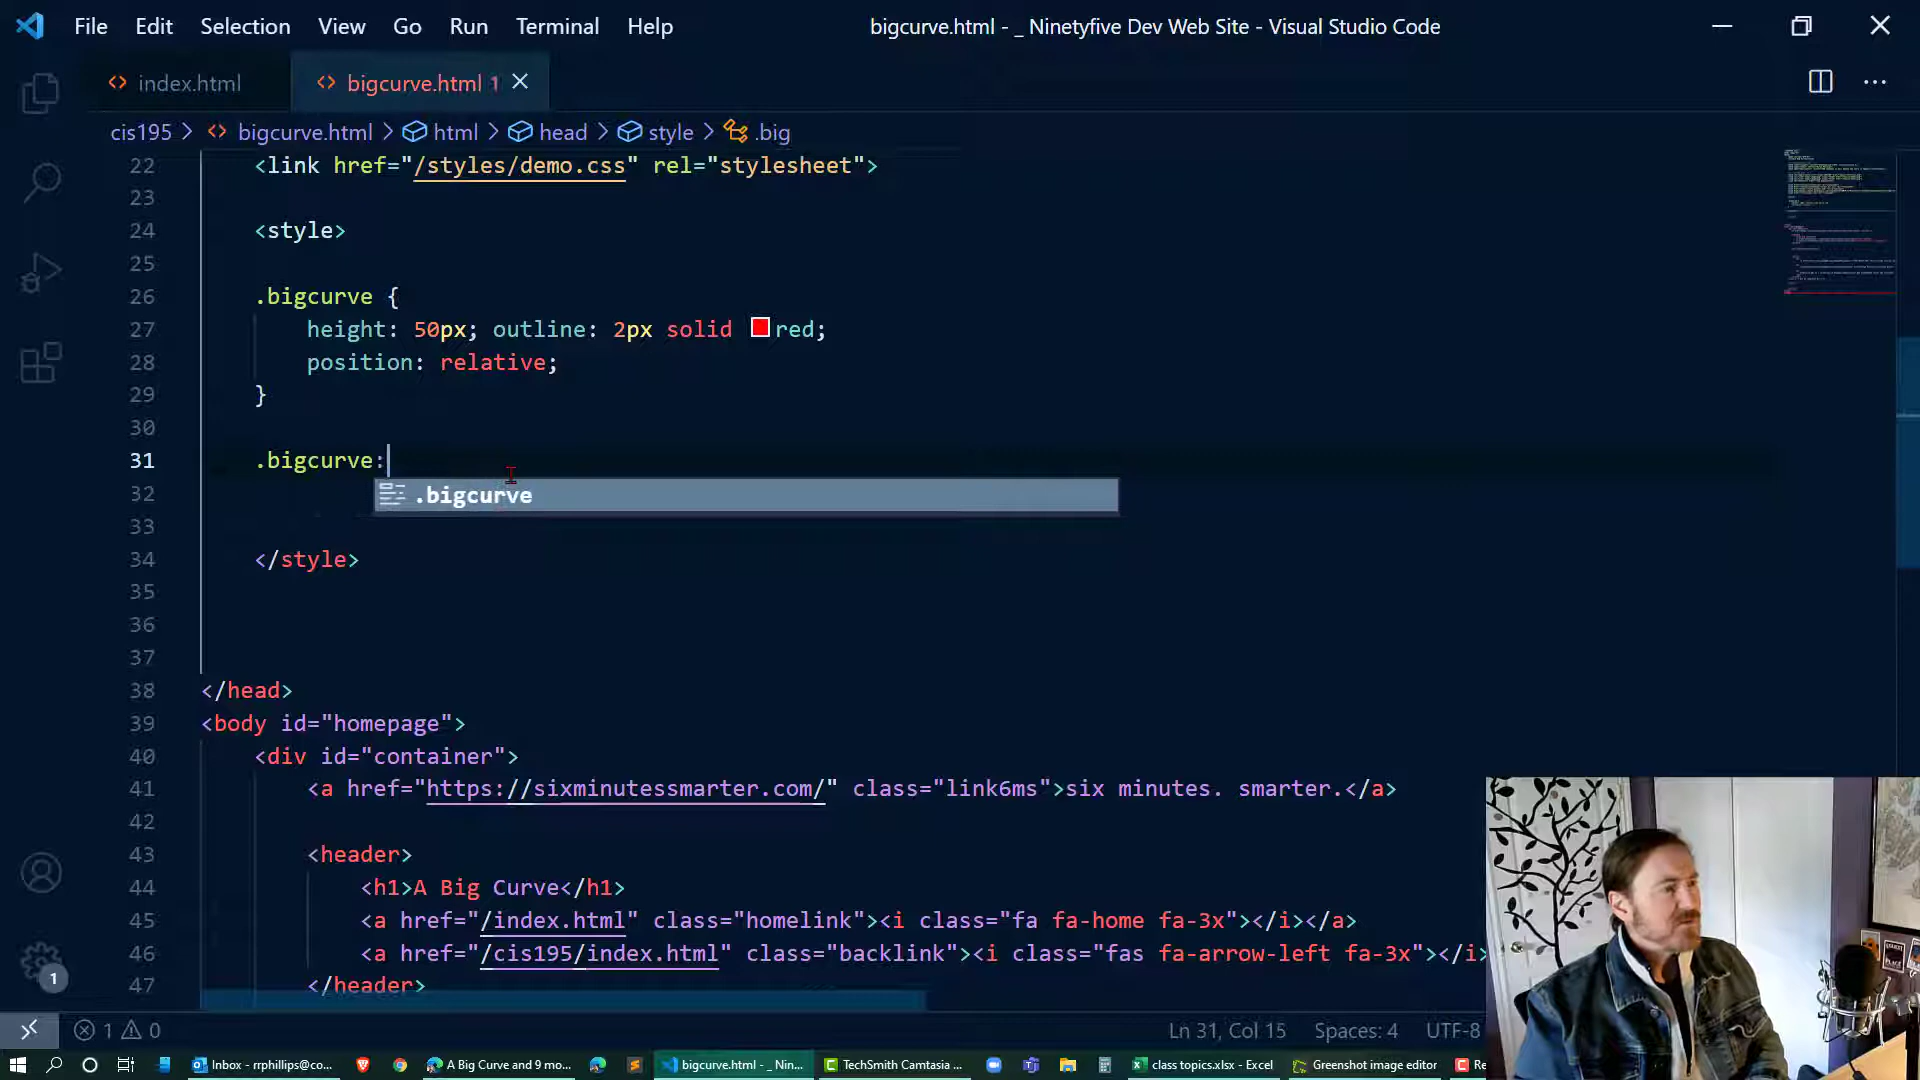 File Edit Selection View Go Run Terminal Help
bigcurve.html - _ Ninetyfive Dev Web Site - Visual Studio Code
index.html
bigcurve.html 1
cis195 > bigcurve.html > html > head > style > .big
22 <link href="/styles/demo.css" rel="stylesheet">
23
24 <style>
25
26 .bigcurve {
27 height: 50px; outline: 2px solid red;
28 position: relative;
29 }
30
31 .bigcurve:
32 .bigcurve
33
34 </style>
35
36
37
38 </head>
39 <body id="homepage">
40 <div id="container">
41 <a href="https://sixminutessmarter.com/" class="link6ms">six minutes. smarter.</a>
42
43 <header>
44 <h1>A Big Curve</h1>
45 <a href="/index.html" class="homelink"><i class="fa fa-home fa-3x"></i></a>
46 <a href="/cis195/index.html" class="backlink"><i class="fas fa-arrow-left fa-3x"></i>
47 </header>
1
1 0
Ln 31, Col 15 Spaces: 4 UTF-8
Inbox - rrphillips@co... A Big Curve and 9 mo... bigcurve.html - _ Nin... TechSmith Camtasia ... class topics.xlsx - Excel Greenshot image editor Re